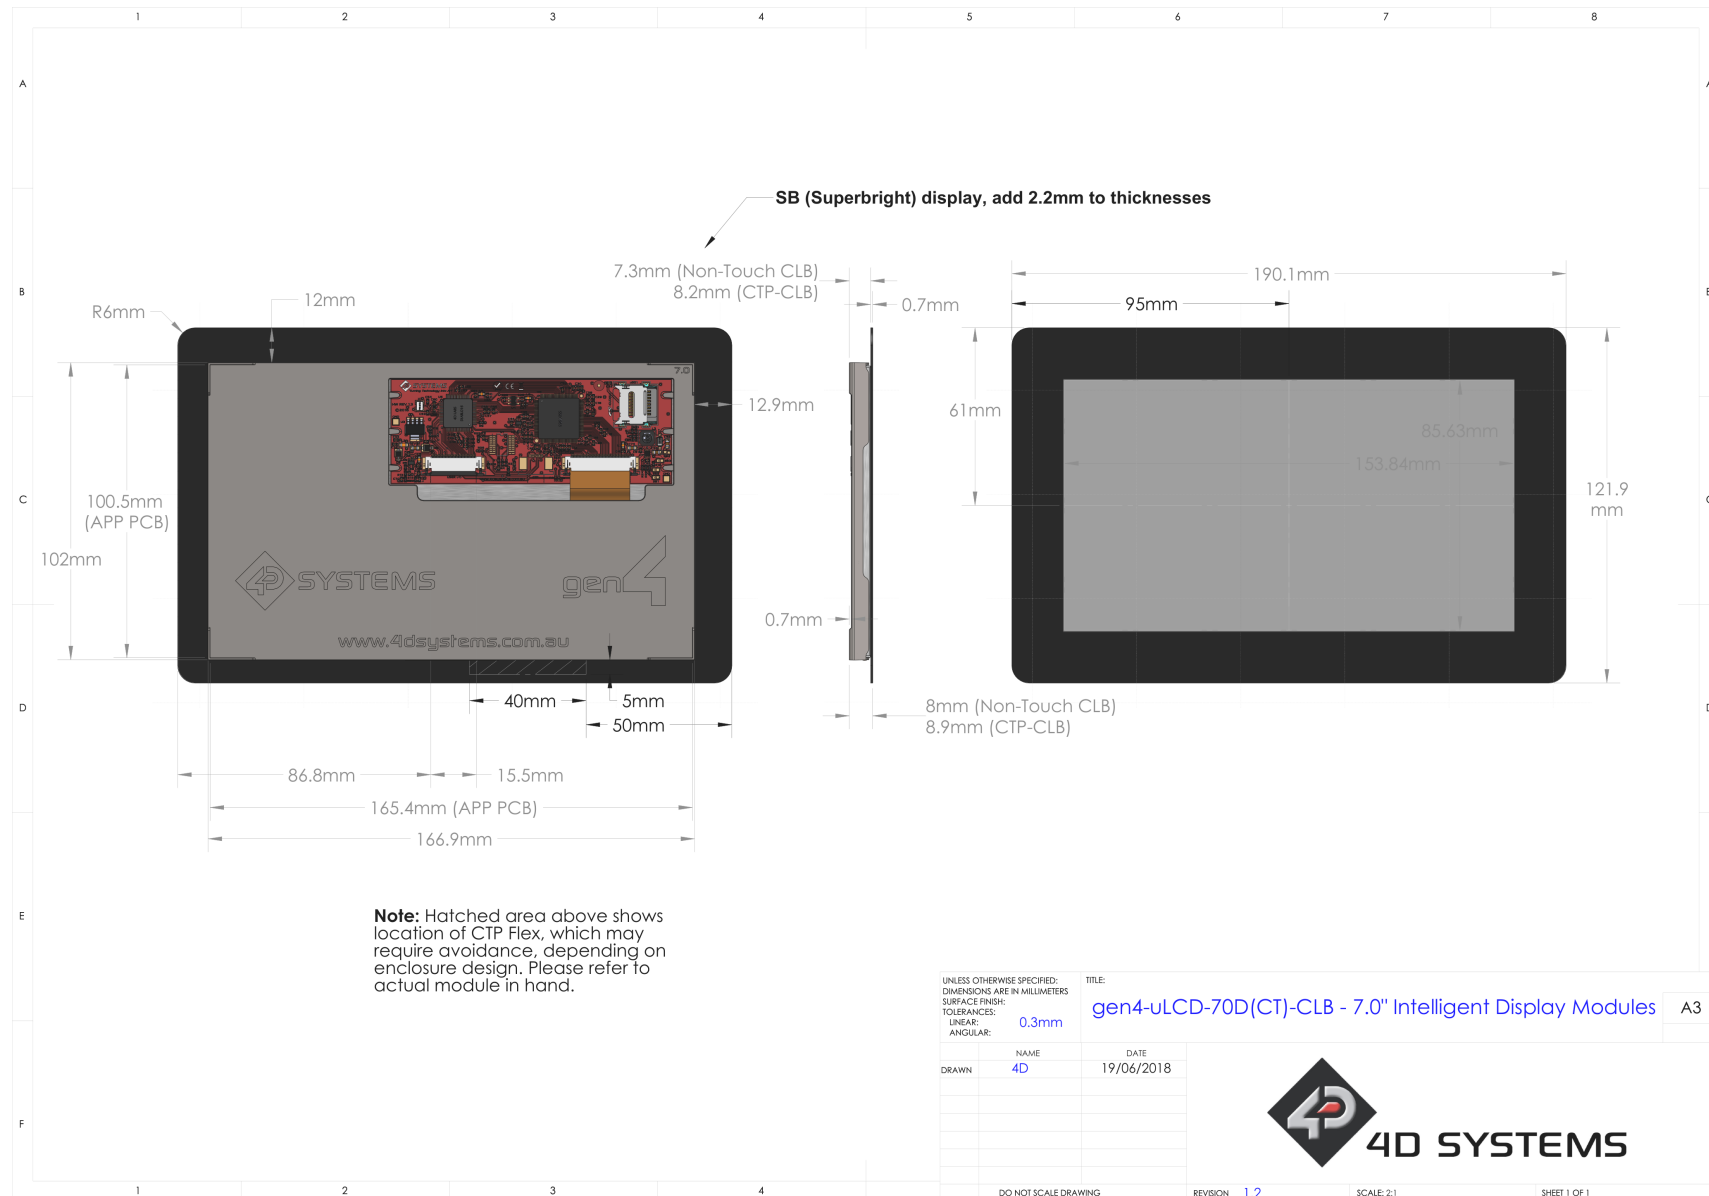 1 2 3 4 5 6 7 8
A
A
SB (Superbright) display, add 2.2mm to thicknesses
7.3mm (Non-Touch CLB)
8.2mm (CTP-CLB)
0.7mm
190.1mm
95mm
B
R6mm
12mm
7.0
12.9mm
61mm
85.63mm
153.84mm
C
100.5mm
(APP PCB)
102mm
121.9
mm
4D SYSTEMS
gen4
www.4dsystems.com.au
0.7mm
D
40mm
5mm
50mm
8mm (Non-Touch CLB)
8.9mm (CTP-CLB)
86.8mm
15.5mm
165.4mm (APP PCB)
166.9mm
E
Note: Hatched area above shows
location of CTP Flex, which may
require avoidance, depending on
enclosure design. Please refer to
actual module in hand.
UNLESS OTHERWISE SPECIFIED:
DIMENSIONS ARE IN MILLIMETERS
SURFACE FINISH:
TOLERANCES:
LINEAR: 0.3mm
ANGULAR:
TITLE:
gen4-uLCD-70D(CT)-CLB - 7.0" Intelligent Display Modules
A3
NAME DATE
DRAWN 4D 19/06/2018
F
4D SYSTEMS
DO NOT SCALE DRAWING
REVISION 1.2
SCALE: 2:1
SHEET 1 OF 1
1 2 3 4